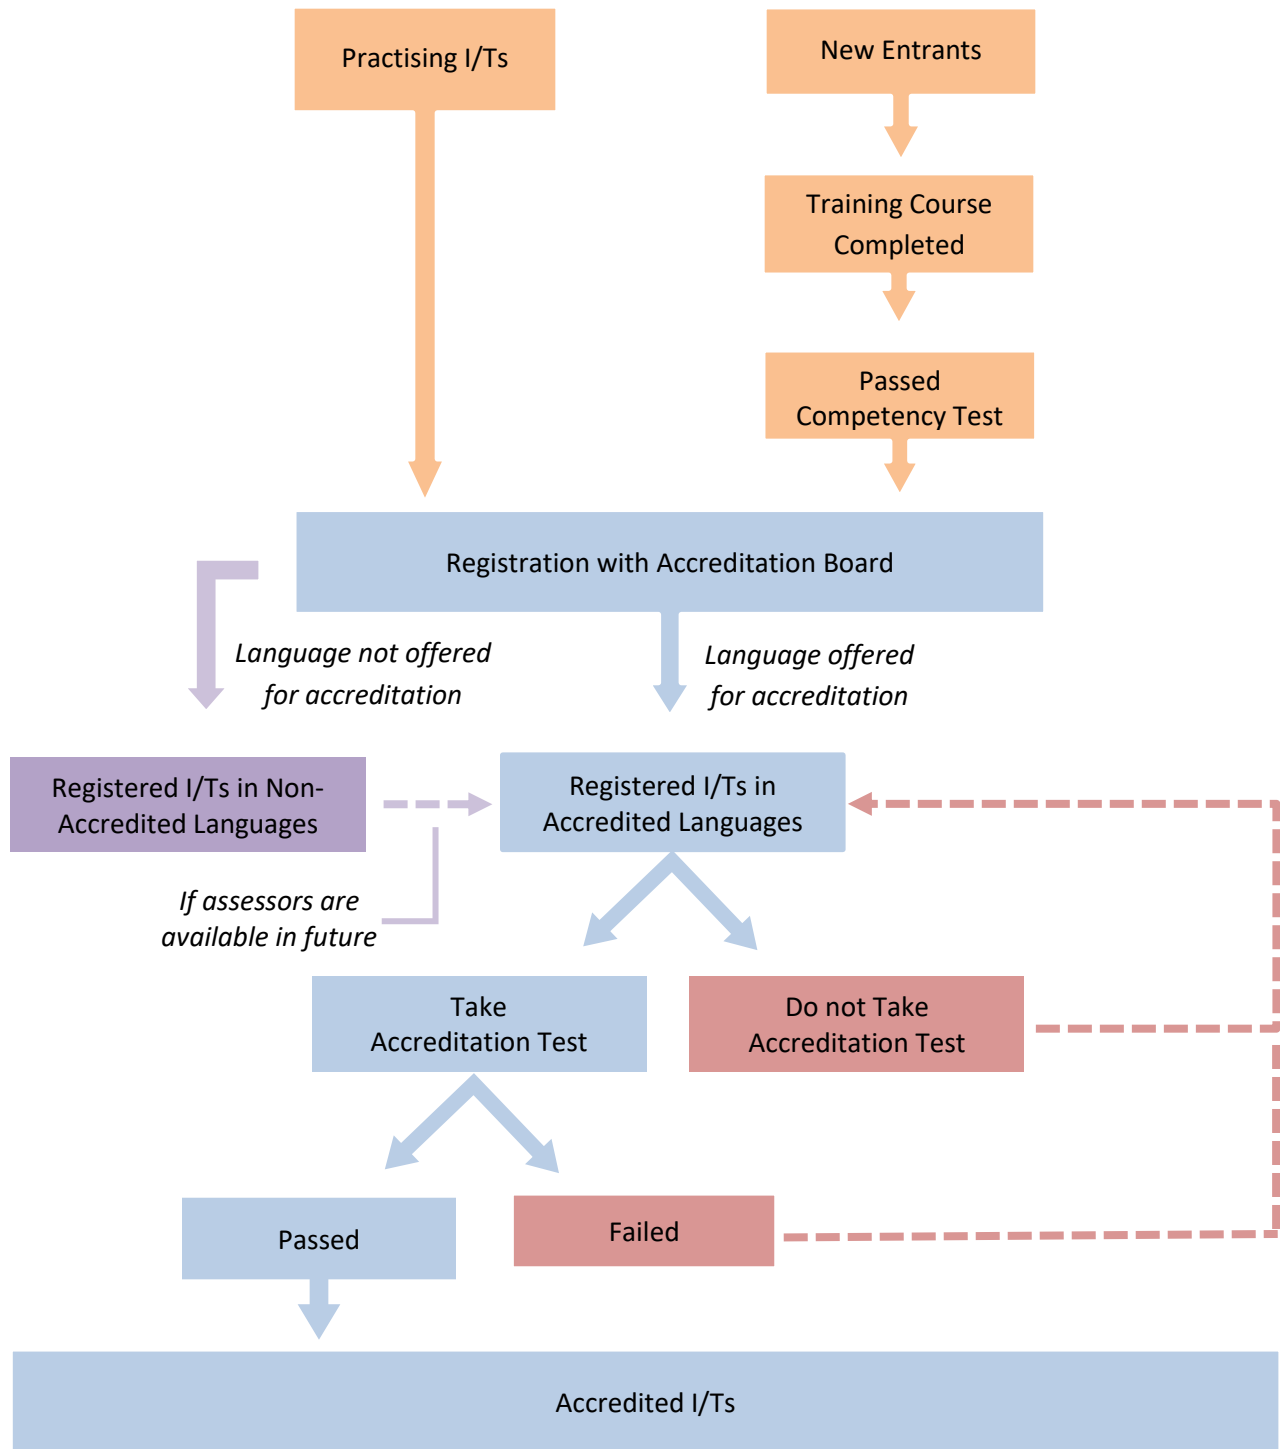 Practising I/Ts
New Entrants
Training Course
Completed
Passed
Competency Test
Registration with Accreditation Board
Language not offered
for accreditation
Language offered
for accreditation
Registered I/Ts in Non-
Accredited Languages
Registered I/Ts in
Accredited Languages
If assessors are
available in future
Take
Accreditation Test
Do not Take
Accreditation Test
Passed
Failed
Accredited I/Ts